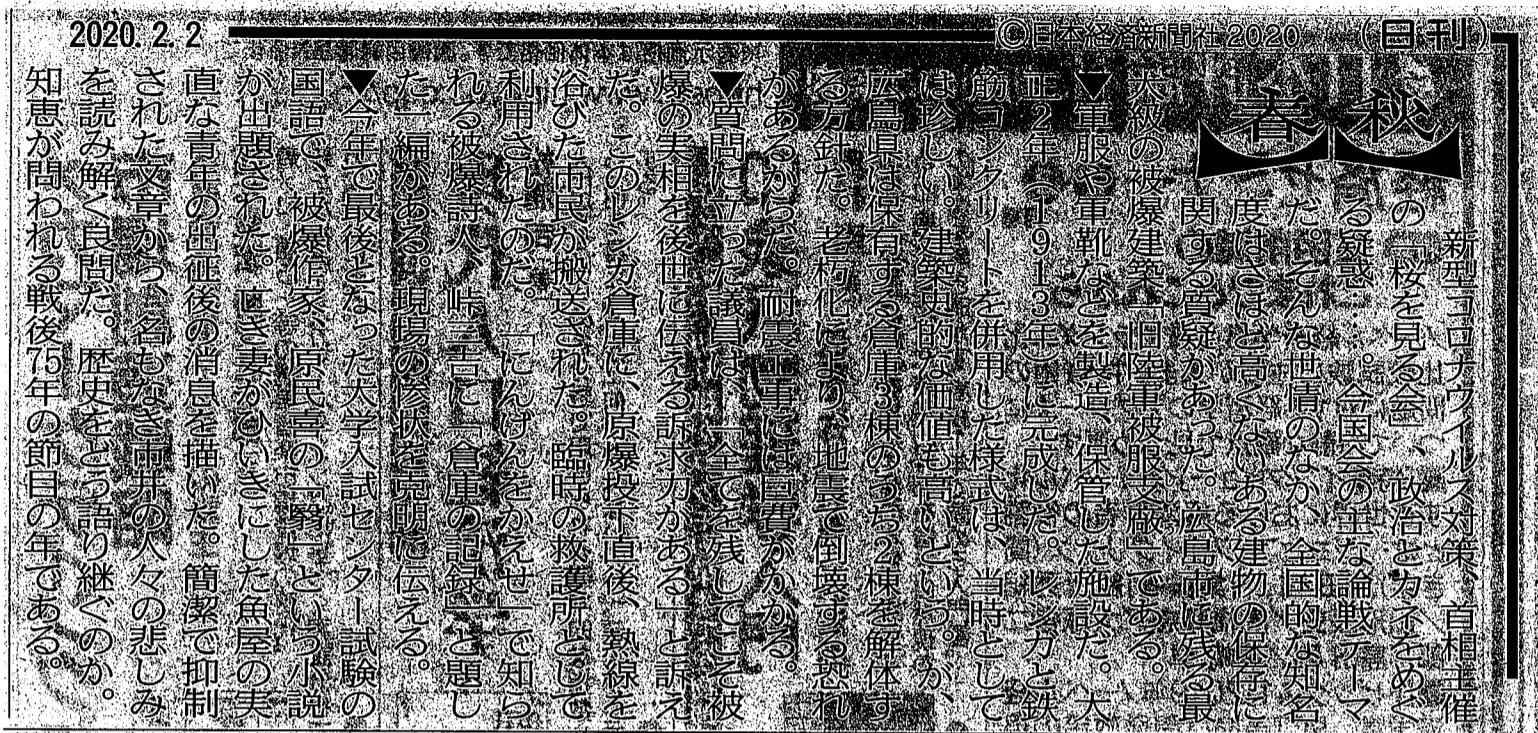 2020.2.2
©日本経済新聞社 2020
（日刊）
春秋
新型コロナウイルス対策、首相主催
の「桜を見る会」、政治とカネをめぐ
る疑惑…。今国会の主な論戦テーマ
だ。そんな世情のなか、全国的な知名
度はさほど高くないある建物の保存に
関する質疑があった。広島市に残る最
大級の被爆建築「旧陸軍被服支廠」である。
▼軍服や軍靴などを製造、保管した施設だ。大
正2年（1913年）に完成した。レンガと鉄
筋コンクリートを併用した様式は、当時として
は珍しい。建築史的な価値も高いという。が、
広島県は保有する倉庫3棟のうち2棟を解体す
る方針だ。老朽化により、地震で倒壊する恐れ
があるからだ。耐震工事には巨費がかかる。
▼質問に立った議員は、「全てを残してこそ被
爆の実相を後世に伝える訴求力がある」と訴え
た。このレンガ倉庫に、原爆投下直後、熱線を
浴びた市民が搬送された。臨時の救護所として
利用されたのだ。「にんげんをかえせ」で知ら
れる被爆詩人、峠三吉に「倉庫の記録」と題し
た一編がある。現場の惨状を克明に伝える。
▼今年で最後となった大学入試センター試験の
国語で、被爆作家、原民喜の「翳」という小説
が出題された。亡き妻がひいきにした魚屋の実
直な青年の出征後の消息を描いた。簡潔で抑制
された文章から、名もなき市井の人々の悲しみ
を読み解く良問だ。歴史をどう語り継ぐのか。
知恵が問われる戦後75年の節目の年である。